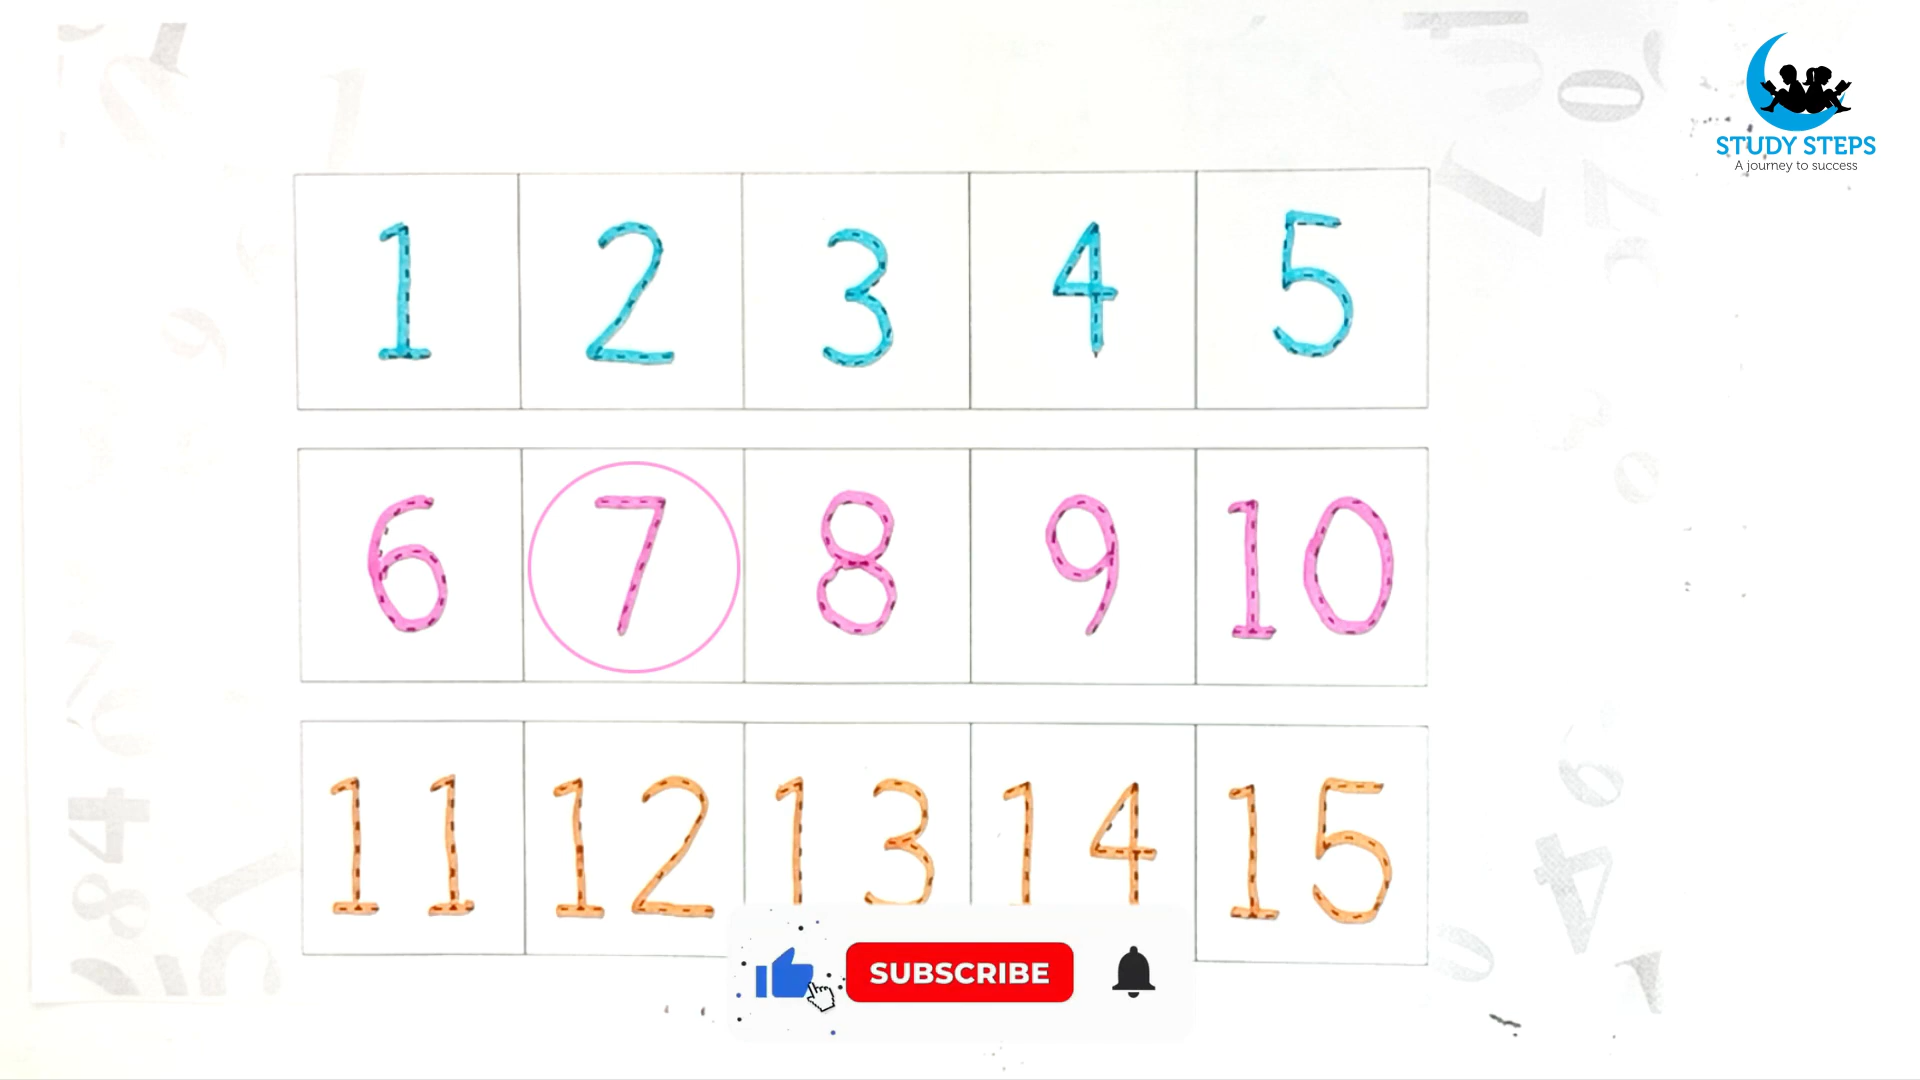 STUDY STEPS
A journey to success
1 2 3 4 5
6 7 8 9 10
11 12 13 14 15
SUBSCRIBE